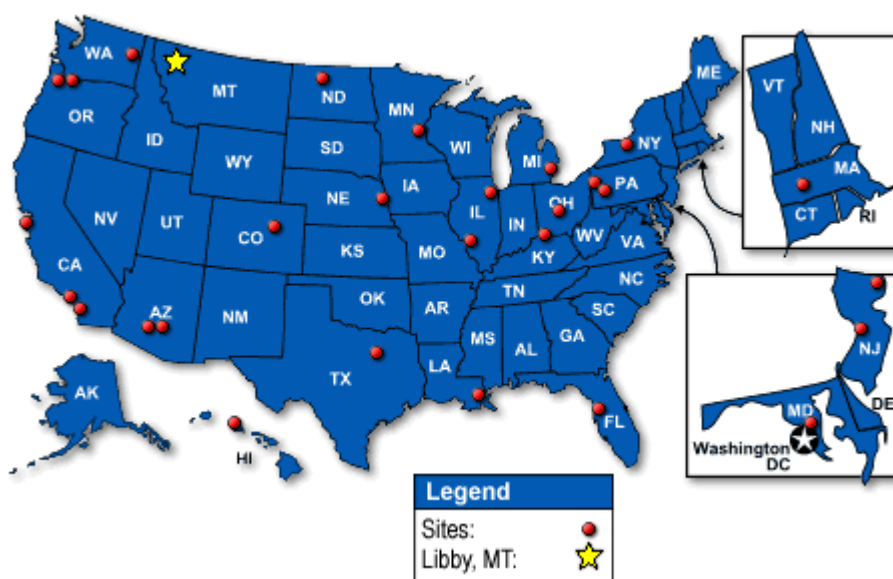 WA
MT
ND
MN
ME
VT
OR
ID
WY
SD
WI
MI
NY
NH
MA
NV
UT
CO
NE
IA
IL
IN
OH
PA
CT
RI
CA
KS
MO
KY
WV
VA
AZ
NM
OK
AR
TN
NC
SC
TX
LA
MS
AL
GA
FL
AK
HI
NJ
DE
MD
Washington
DC
Legend
Sites:
Libby, MT: